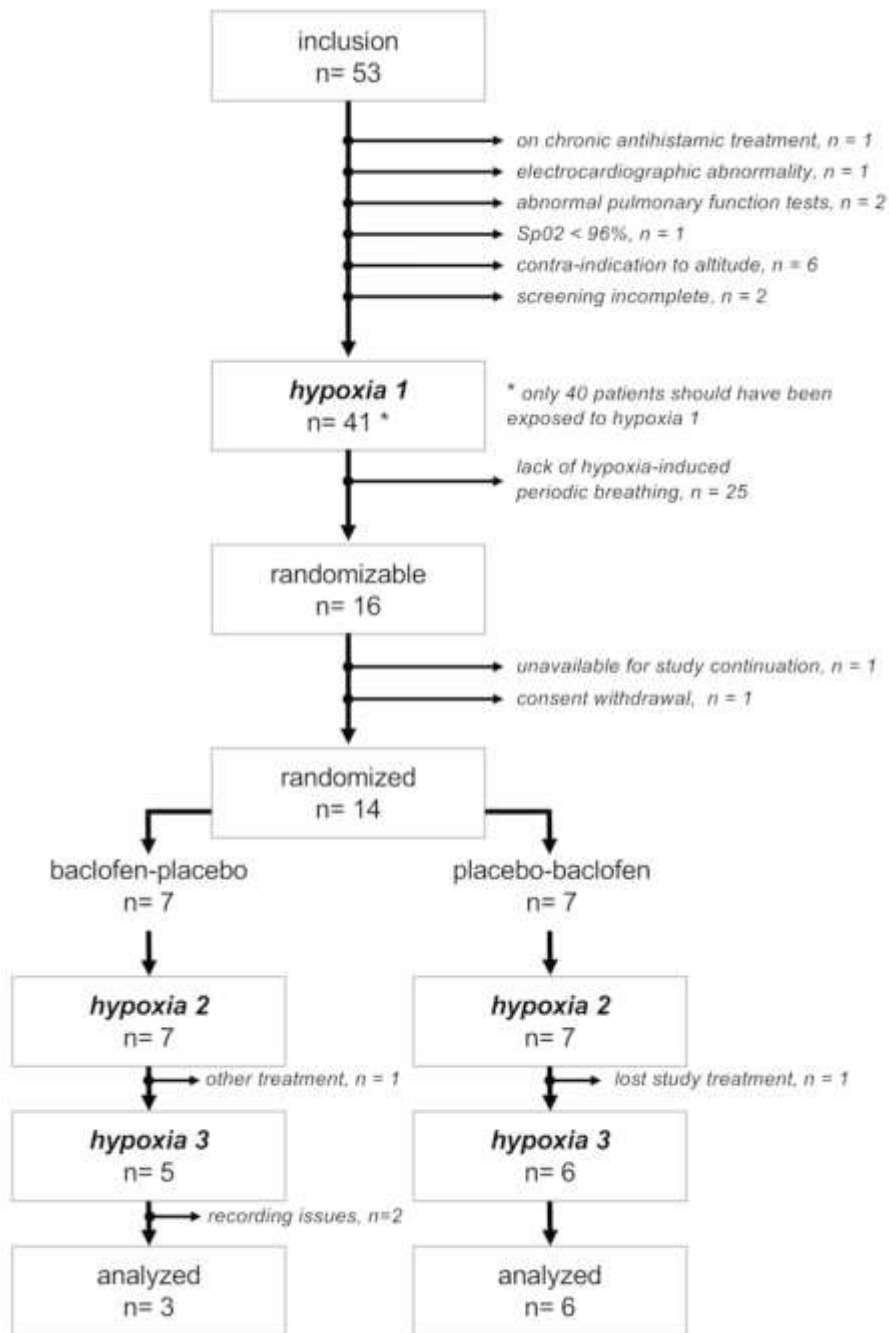 inclusion
n= 53
on chronic antihistamic treatment, n = 1
electrocardiographic abnormality, n = 1
abnormal pulmonary function tests, n = 2
Sp02 < 96%, n = 1
contra-indication to altitude, n = 6
screening incomplete, n = 2
hypoxia 1
n= 41 *
* only 40 patients should have been
exposed to hypoxia 1
lack of hypoxia-induced
periodic breathing, n = 25
randomizable
n= 16
unavailable for study continuation, n = 1
consent withdrawal, n = 1
randomized
n= 14
baclofen-placebo
n= 7
placebo-baclofen
n= 7
hypoxia 2
n= 7
hypoxia 2
n= 7
other treatment, n = 1
lost study treatment, n = 1
hypoxia 3
n= 5
hypoxia 3
n= 6
recording issues, n=2
analyzed
n= 3
analyzed
n= 6